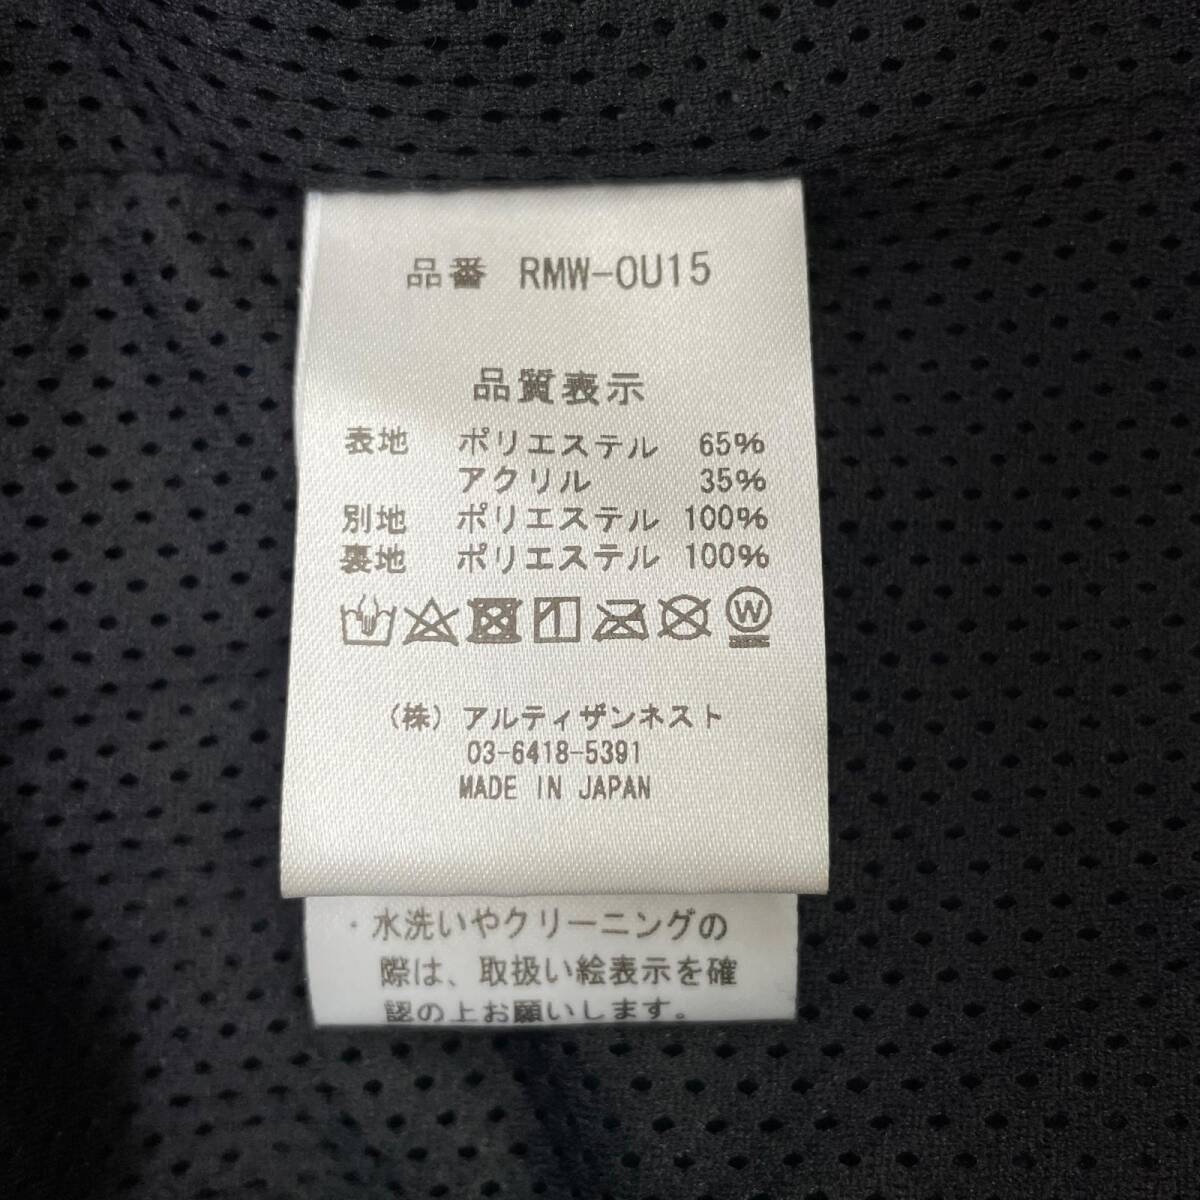 品番 RMW-OU15
品質表示
表地 ポリエステル 65%
アクリル 35%
別地 ポリエステル 100%
裏地 ポリエステル 100%
W
(株) アルティザンネスト
03-6418-5391
MADE IN JAPAN
・水洗いやクリーニングの
際は、取扱い絵表示を確
認の上お願いします。